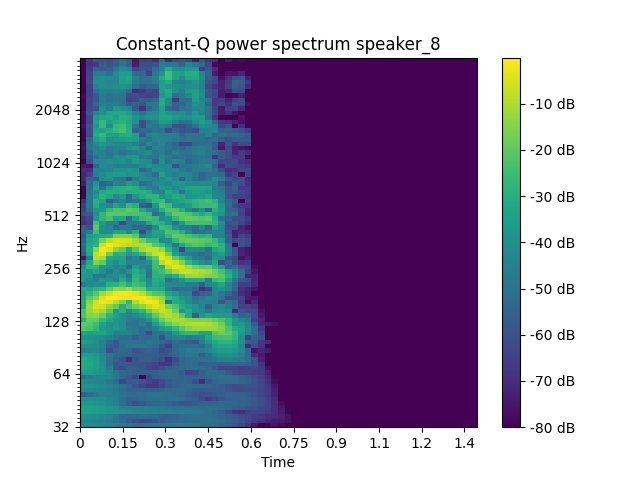 Constant-Q power spectrum speaker_8
2048
1024
512
256
128
64
32
Hz
0 0.15 0.3 0.45 0.6 0.75 0.9 1.1 1.2 1.4
Time
-10 dB
-20 dB
-30 dB
-40 dB
-50 dB
-60 dB
-70 dB
-80 dB